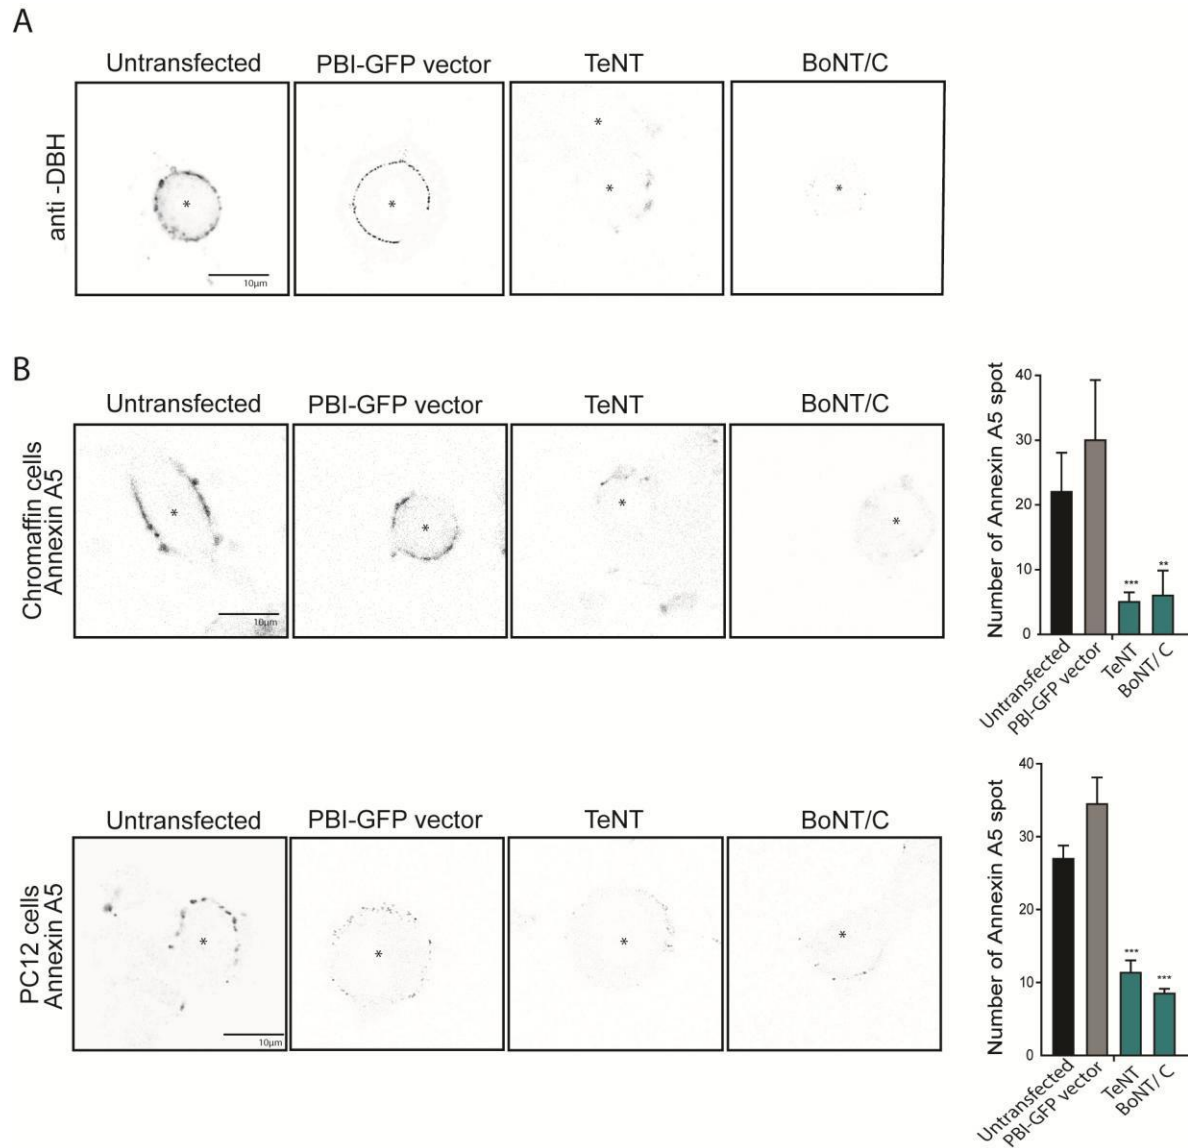 A
Untransfected
PBI-GFP vector
TeNT
BoNT/C
anti -DBH
*
*
*
*
*
10µm
B
Untransfected
PBI-GFP vector
TeNT
BoNT/C
Chromaffin cells
Annexin A5
*
*
*
*
10µm
Number of Annexin A5 spot
40
30
20
10
0
***
**
Untransfected
PBI-GFP vector
TeNT
BoNT/ C
Untransfected
PBI-GFP vector
TeNT
BoNT/C
PC12 cells
Annexin A5
*
*
*
*
10µm
Number of Annexin A5 spot
40
30
20
10
0
***
***
Untransfected
PBI-GFP vector
TeNT
BoNT/ C